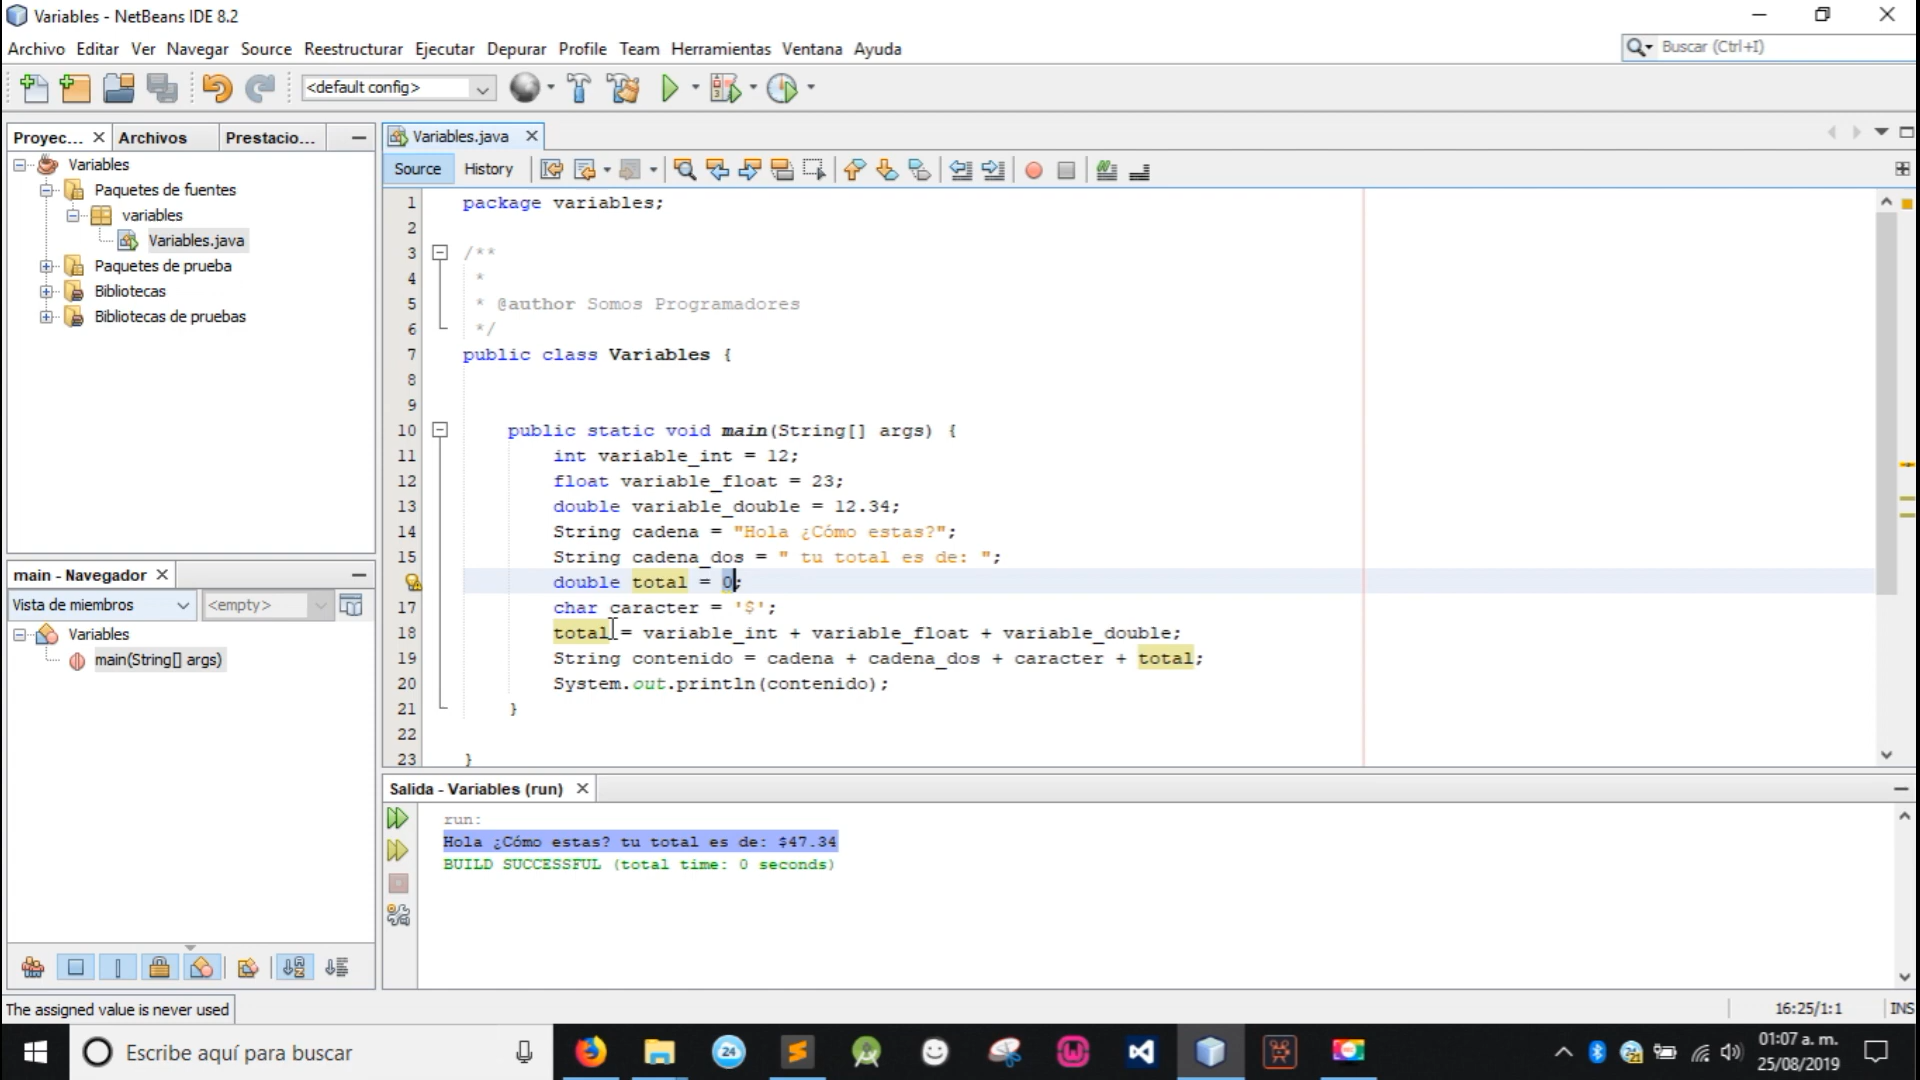 Variables - NetBeans IDE 8.2
Archivo Editar Ver Navegar Source Reestructurar Ejecutar Depurar Profile Team Herramientas Ventana Ayuda
Buscar (Ctrl+I)
<default config>
Proyec... Archivos Prestacio...
Variables
Paquetes de fuentes
variables
Variables.java
Paquetes de prueba
Bibliotecas
Bibliotecas de pruebas
main - Navegador
Vista de miembros <empty>
Variables
main(String[] args)
Variables.java
Source History
1 package variables;
2
3 /**
4 *
5 * @author Somos Programadores
6 */
7 public class Variables {
8
9
10 public static void main(String[] args) {
11 int variable_int = 12;
12 float variable_float = 23;
13 double variable_double = 12.34;
14 String cadena = "Hola ¿Cómo estas?";
15 String cadena_dos = " tu total es de: ";
double total = 0;
17 char caracter = '$';
18 total = variable_int + variable_float + variable_double;
19 String contenido = cadena + cadena_dos + caracter + total;
20 System.out.println(contenido);
21 }
22
23 }
Salida - Variables (run)
run:
Hola ¿Cómo estas? tu total es de: $47.34
BUILD SUCCESSFUL (total time: 0 seconds)
The assigned value is never used
16:25/1:1 INS
Escribe aquí para buscar
24
01:07 a. m.
25/08/2019